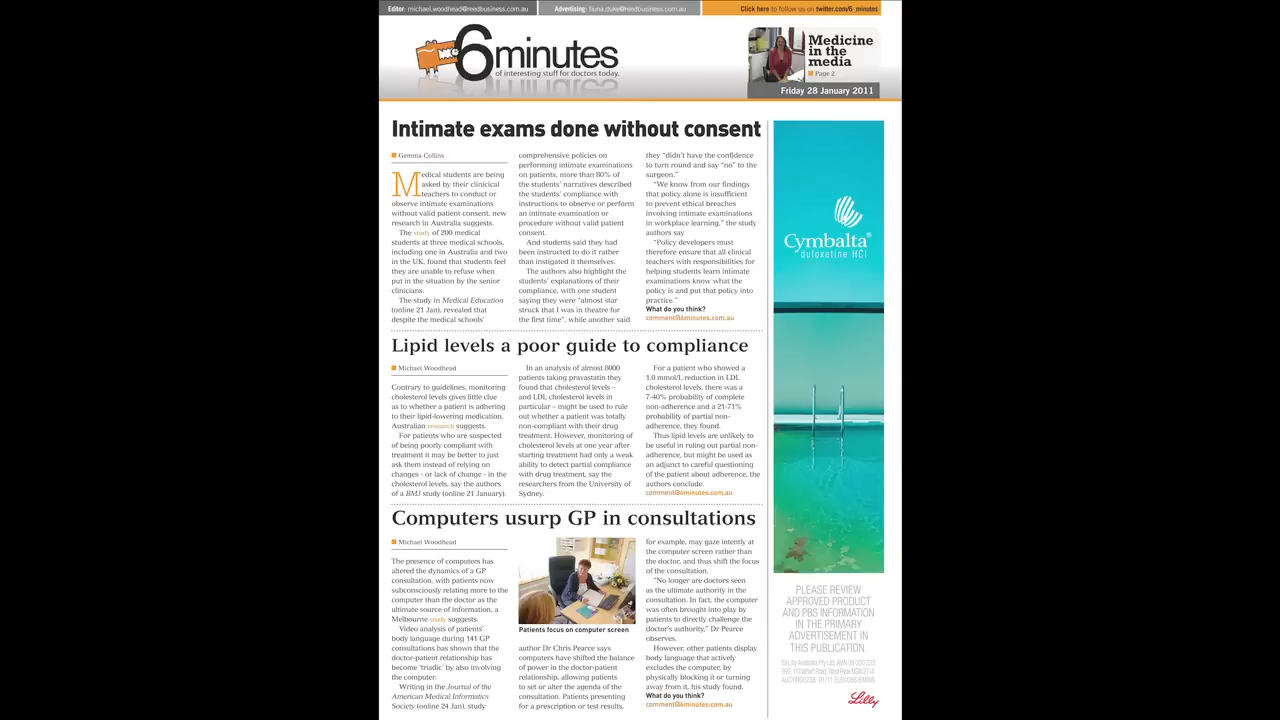 Editor: michael.woodhead@reedbusiness.com.au
Advertising: fiona.duke@reedbusiness.com.au
Click here to follow us on twitter.com/6_minutes
6minutes
of interesting stuff for doctors today.
Medicine
in the
media
Page 2
Friday 28 January 2011
Intimate exams done without consent
Gemma Collins
Medical students are being
asked by their clinicical
teachers to conduct or
observe intimate examinations
without valid patient consent, new
research in Australia suggests.
The study of 200 medical
students at three medical schools,
including one in Australia and two
in the UK, found that students feel
they are unable to refuse when
put in the situation by the senior
clinicians.
The study in Medical Education
(online 21 Jan), revealed that
despite the medical schools'
comprehensive policies on
performing intimate examinations
on patients, more than 80% of
the students' narratives described
the students' compliance with
instructions to observe or perform
an intimate examination or
procedure without valid patient
consent.
And students said they had
been instructed to do it rather
than instigated it themselves.
The authors also highlight the
students' explanations of their
compliance, with one student
saying they were "almost star
struck that I was in theatre for
the first time", while another said
they "didn't have the confidence
to turn round and say "no" to the
surgeon."
"We know from our findings
that policy alone is insufficient
to prevent ethical breaches
involving intimate examinations
in workplace learning," the study
authors say
"Policy developers must
therefore ensure that all clinical
teachers with responsibilities for
helping students learn intimate
examinations know what the
policy is and put that policy into
practice."
What do you think?
comment@6minutes.com.au
Lipid levels a poor guide to compliance
Michael Woodhead
Contrary to guidelines, monitoring
cholesterol levels gives little clue
as to whether a patient is adhering
to their lipid-lowering medication,
Australian research suggests.
For patients who are suspected
of being poorly compliant with
treatment it may be better to just
ask them instead of relying on
changes - or lack of change - in the
cholesterol levels, say the authors
of a BMJ study (online 21 January).
In an analysis of almost 8000
patients taking pravastatin they
found that cholesterol levels –
and LDL cholesterol levels in
particular – might be used to rule
out whether a patient was totally
non-compliant with their drug
treatment. However, monitoring of
cholesterol levels at one year after
starting treatment had only a weak
ability to detect partial compliance
with drug treatment, say the
researchers from the University of
Sydney.
For a patient who showed a
1.0 mmol/L reduction in LDL
cholesterol levels, there was a
7-40% probability of complete
non-adherence and a 21-71%
probability of partial non-
adherence, they found.
Thus lipid levels are unlikely to
be useful in ruling out partial non-
adherence, but might be used as
an adjunct to careful questioning
of the patient about adherence, the
authors conclude.
comment@6minutes.com.au
Computers usurp GP in consultations
Michael Woodhead
The presence of computers has
altered the dynamics of a GP
consultation, with patients now
subconsciously relating more to the
computer than the doctor as the
ultimate source of information, a
Melbourne study suggests.
Video analysis of patients'
body language during 141 GP
consultations has shown that the
doctor-patient relationship has
become 'triadic' by also involving
the computer.
Writing in the Journal of the
American Medical Informatics
Society (online 24 Jan), study
Patients focus on computer screen
author Dr Chris Pearce says
computers have shifted the balance
of power in the doctor-patient
relationship, allowing patients
to set or alter the agenda of the
consultation. Patients presenting
for a prescription or test results,
for example, may gaze intently at
the computer screen rather than
the doctor, and thus shift the focus
of the consultation.
"No longer are doctors seen
as the ultimate authority in the
consultation. In fact, the computer
was often brought into play by
patients to directly challenge the
doctor's authority," Dr Pearce
observes.
However, other patients display
body language that actively
excludes the computer, by
physically blocking it or turning
away from it, his study found.
What do you think?
comment@6minutes.com.au
Cymbalta®
duloxetine HCl
PLEASE REVIEW
APPROVED PRODUCT
AND PBS INFORMATION
IN THE PRIMARY
ADVERTISEMENT IN
THIS PUBLICATION.
Eli Lilly Australia Pty Ltd,
112 Wharf Road, West Ryde NSW 2114
Lilly